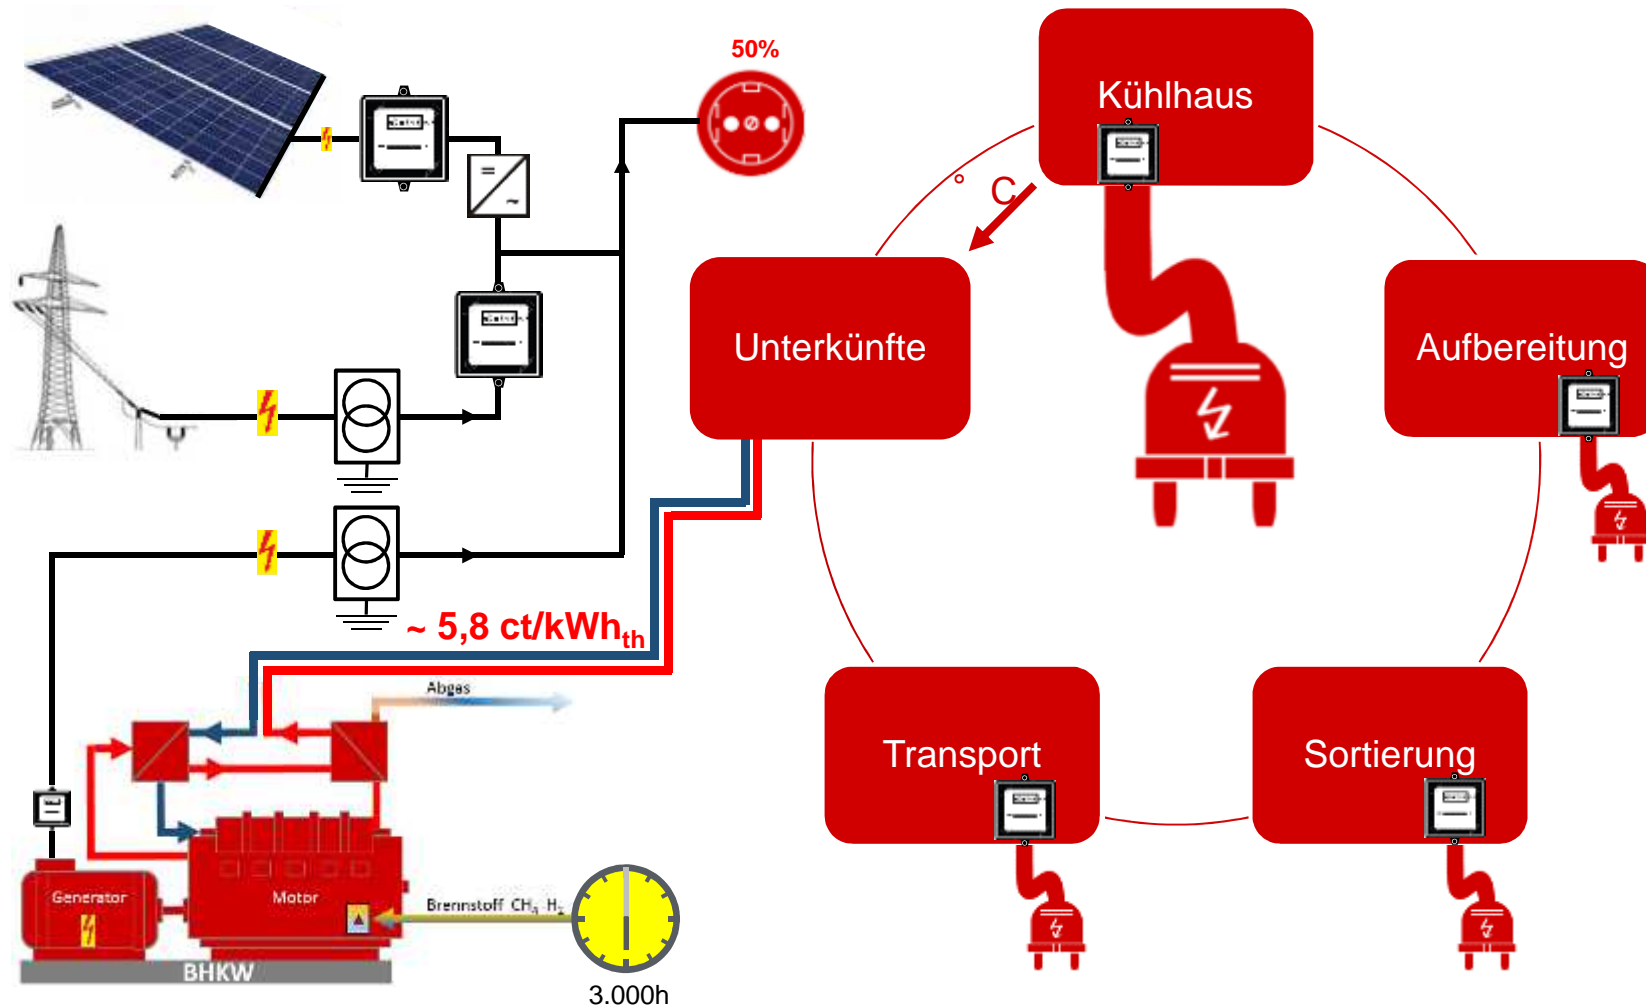 50%
Kühlhaus
=
~
° C
Unterkünfte
Aufbereitung
~ 5,8 ct/kWhth
Abgas
Transport
Sortierung
Generator
Motor
Brennstoff CH4 H2
BHKW
3.000h